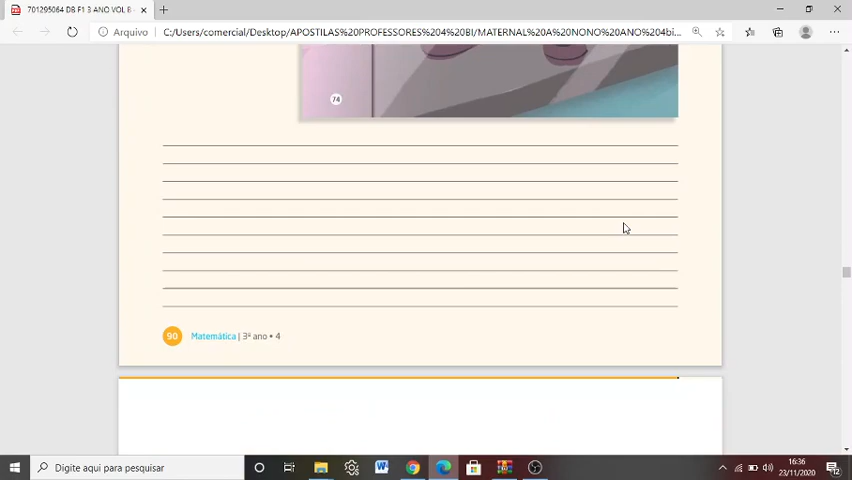 701295064 DB F1 3 ANO VOL B -
Arquivo
C:/Users/comercial/Desktop/APOSTILAS%20PROFESSORES%204%20BI/MATERNAL%20A%20NONO%20ANO%204bi...
74
90 Matemática | 3º ano • 4
Digite aqui para pesquisar
16:36
23/11/2020
12